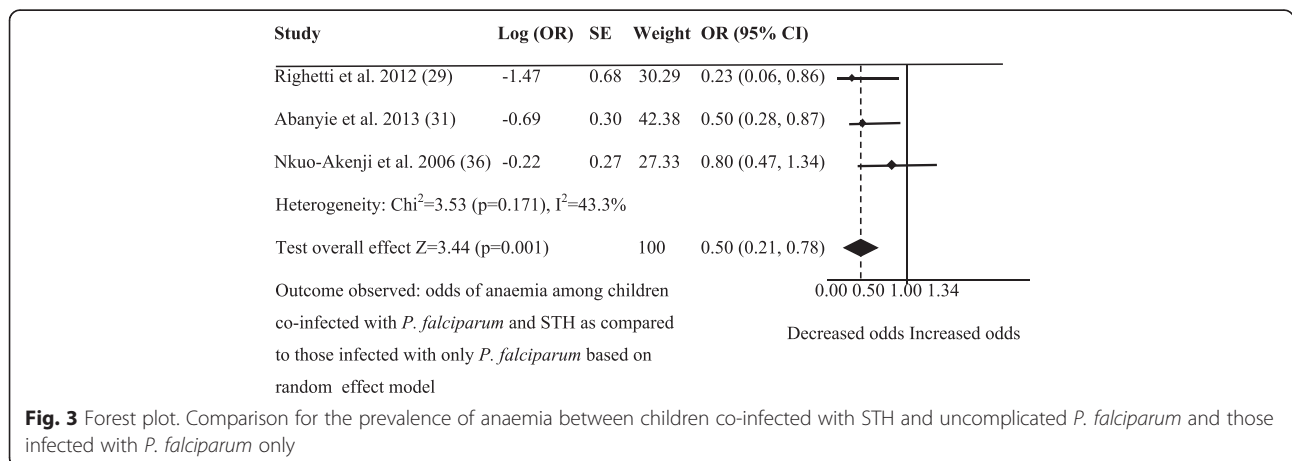 Study Log (OR) SE Weight OR (95% CI)
Righetti et al. 2012 (29) -1.47 0.68 30.29 0.23 (0.06, 0.86)
Abanyie et al. 2013 (31) -0.69 0.30 42.38 0.50 (0.28, 0.87)
Nkuo-Akenji et al. 2006 (36) -0.22 0.27 27.33 0.80 (0.47, 1.34)
Heterogeneity: Chi²=3.53 (p=0.171), I²=43.3%
Test overall effect Z=3.44 (p=0.001) 100 0.50 (0.21, 0.78)
0.00 0.50 1.00 1.34
Decreased odds Increased odds
Outcome observed: odds of anaemia among children
co-infected with P. falciparum and STH as compared
to those infected with only P. falciparum based on
random effect model
Fig. 3 Forest plot. Comparison for the prevalence of anaemia between children co-infected with STH and uncomplicated P. falciparum and those
infected with P. falciparum only